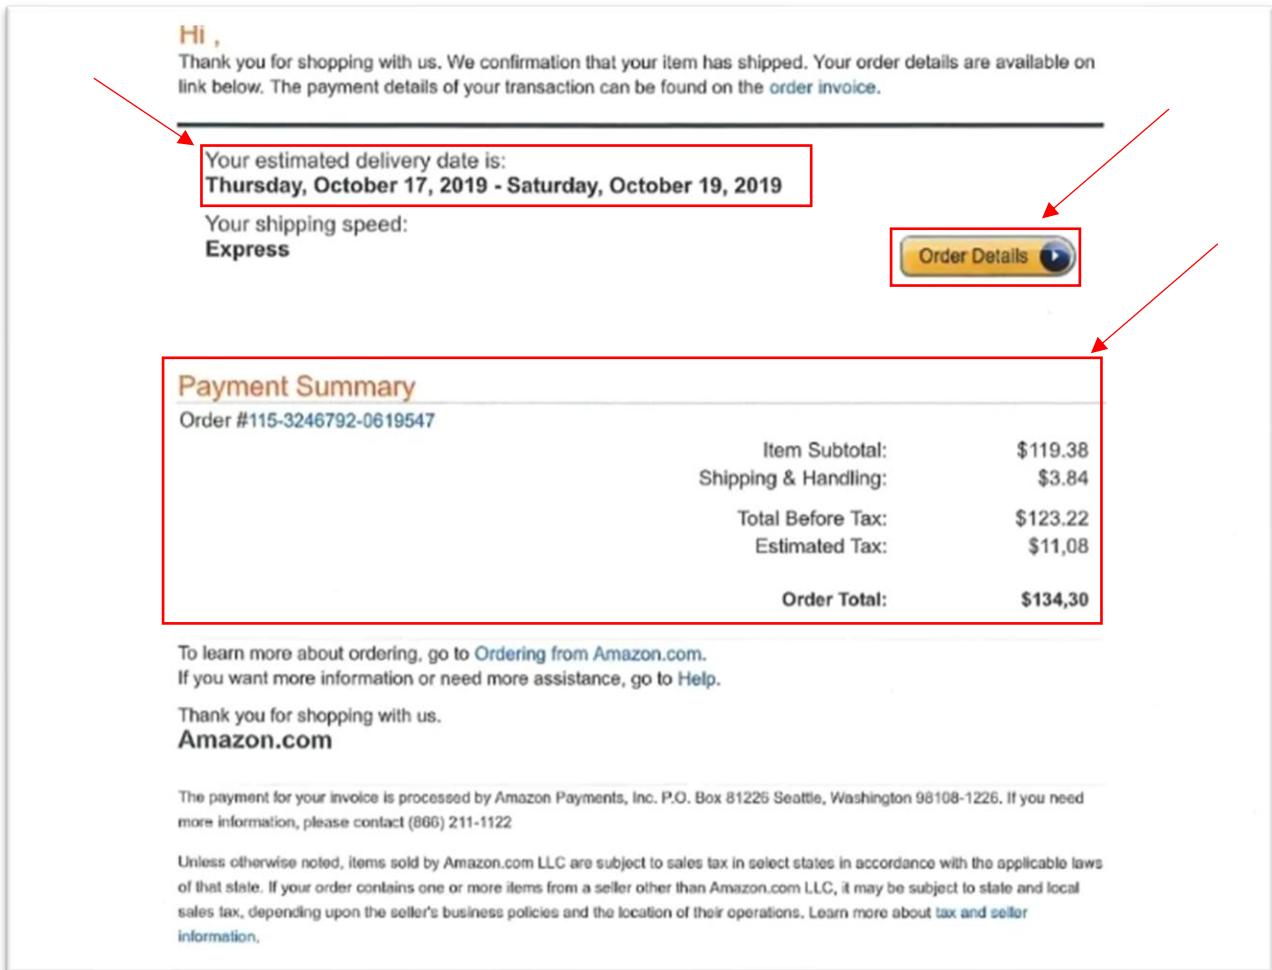 Hi ,
Thank you for shopping with us. We confirmation that your item has shipped. Your order details are available on
link below. The payment details of your transaction can be found on the order invoice.
Your estimated delivery date is:
Thursday, October 17, 2019 - Saturday, October 19, 2019
Your shipping speed:
Express
Order Details
Payment Summary
Order #115-3246792-0619547
Item Subtotal: $119.38
Shipping & Handling: $3.84
Total Before Tax: $123.22
Estimated Tax: $11,08
Order Total: $134,30
To learn more about ordering, go to Ordering from Amazon.com.
If you want more information or need more assistance, go to Help.
Thank you for shopping with us.
Amazon.com
The payment for your invoice is processed by Amazon Payments, Inc. P.O. Box 81226 Seattle, Washington 98108-1226. If you need
more information, please contact (866) 211-1122
Unless otherwise noted, items sold by Amazon.com LLC are subject to sales tax in select states in accordance with the applicable laws
of that state. If your order contains one or more items from a seller other than Amazon.com LLC, it may be subject to state and local
sales tax, depending upon the seller's business policies and the location of their operations. Learn more about tax and seller
information.